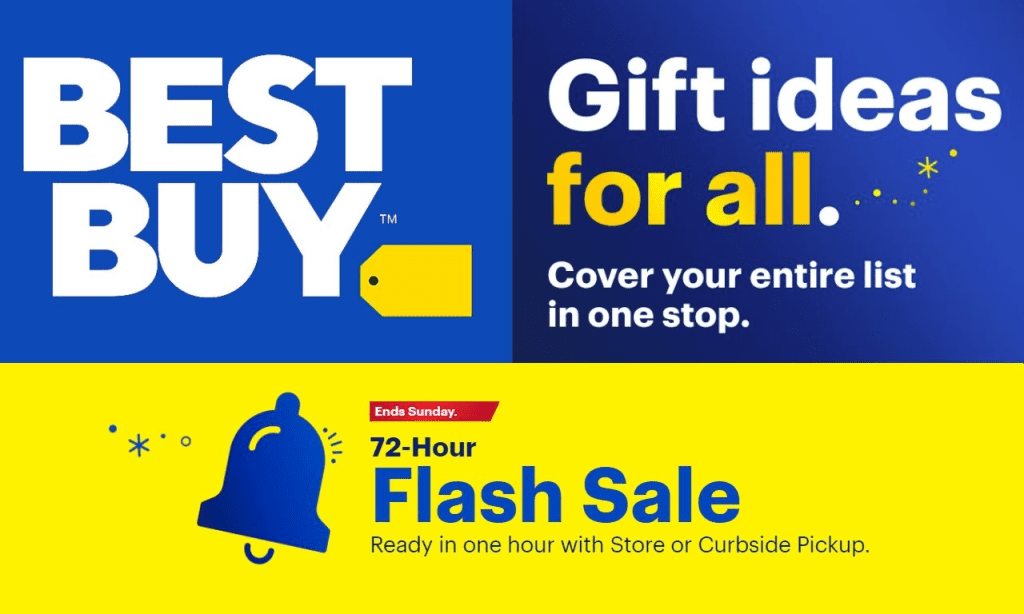 BEST
BUY
TM
Gift ideas
for all.
Cover your entire list
in one stop.
Ends Sunday.
72-Hour
Flash Sale
Ready in one hour with Store or Curbside Pickup.